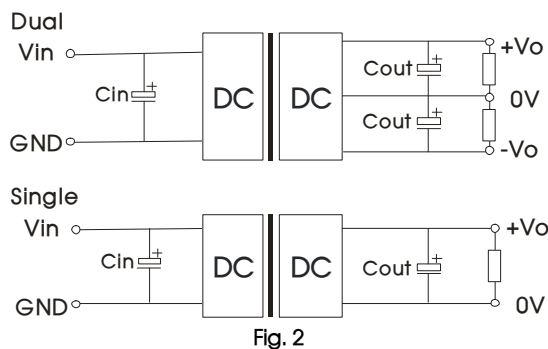 Dual
Vin
+Vo
Cout
Cin
DC
DC
0V
Cout
GND
-Vo
Single
Vin
+Vo
Cin
DC
DC
Cout
GND
0V
Fig. 2